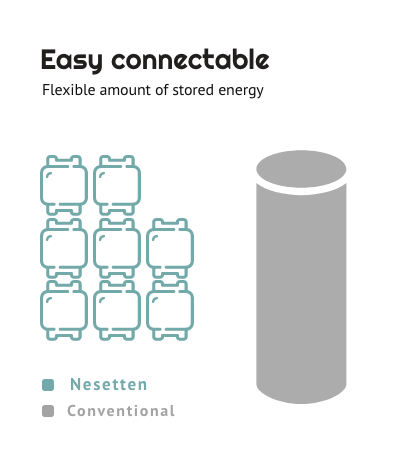 Easy connectable
Flexible amount of stored energy
Nesetten
Conventional